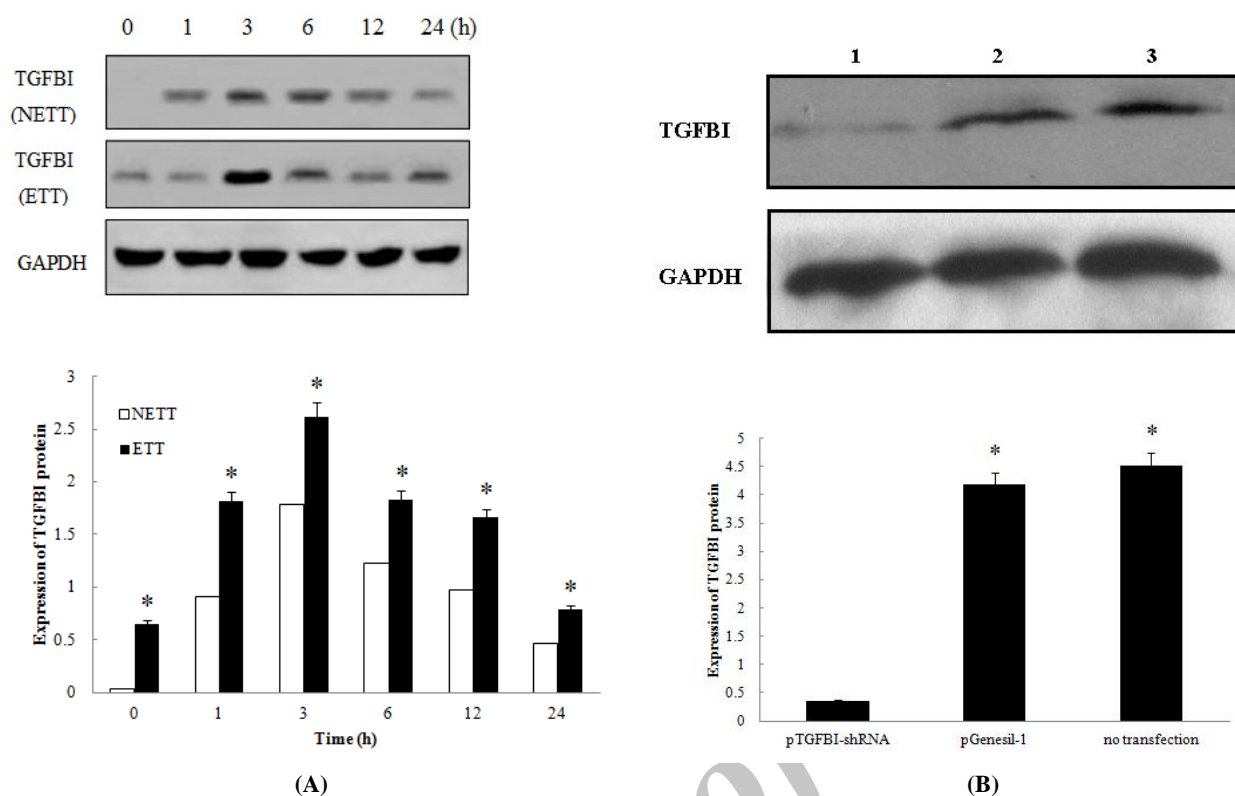 0 1 3 6 12 24 (h)
TGFBI
(NETT)
TGFBI
(ETT)
GAPDH
3
2.5
2
1.5
1
0.5
0
Expression of TGFBI protein
NETT
ETT
* * * * * *
0 1 3 6 12 24
Time (h)
(A)
1 2 3
TGFBI
GAPDH
5
4.5
4
3.5
3
2.5
2
1.5
1
0.5
0
Expression of TGFBI protein
* *
pTGFBI-shRNA pGenesil-1 no transfection
(B)